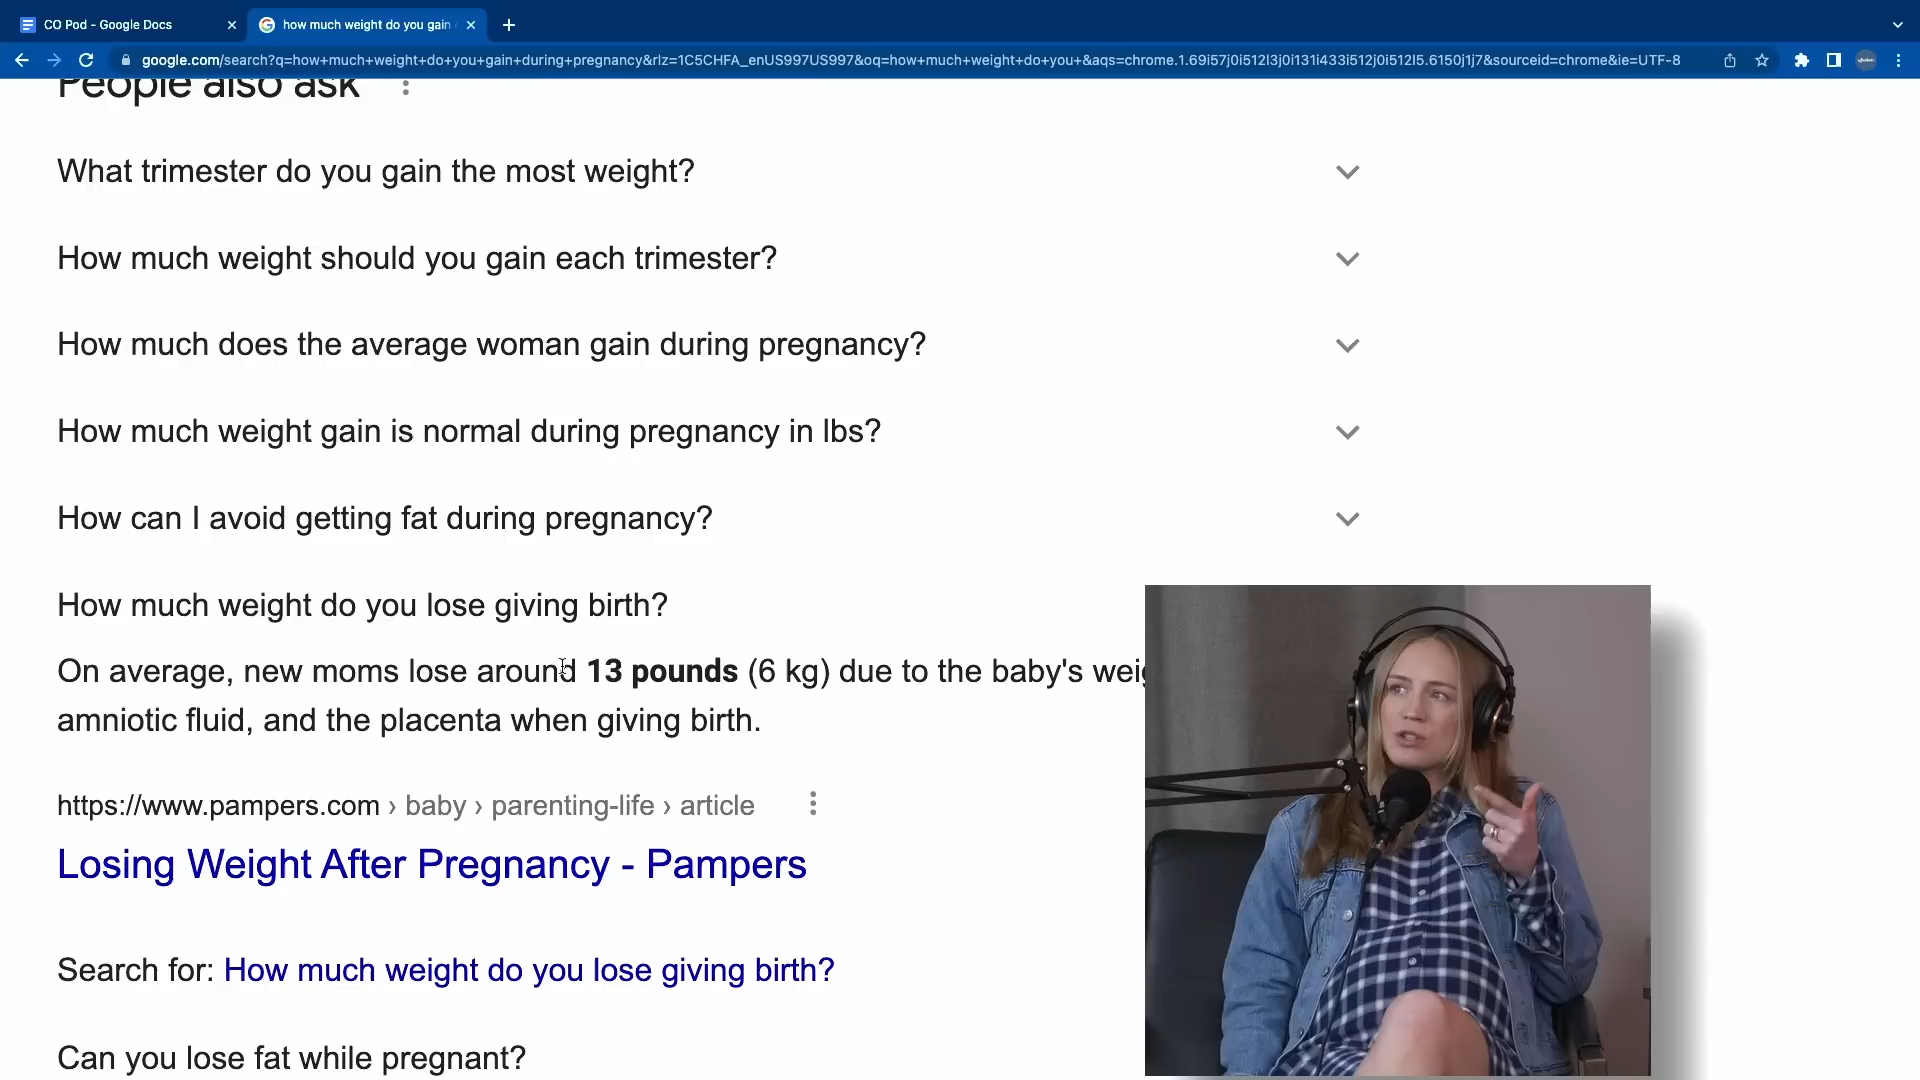 CO Pod - Google Docs
how much weight do you gain
google.com/search?q=how+much+weight+do+you+gain+during+pregnancy&rlz=1C5CHFA_enUS997US997&oq=how+much+weight+do+you+&aqs=chrome.1.69i57j0i512l3j0i131i433i512j0i512l5.6150j1j7&sourceid=chrome&ie=UTF-8
People also ask
What trimester do you gain the most weight?
How much weight should you gain each trimester?
How much does the average woman gain during pregnancy?
How much weight gain is normal during pregnancy in lbs?
How can I avoid getting fat during pregnancy?
How much weight do you lose giving birth?
On average, new moms lose around 13 pounds (6 kg) due to the baby's weig
amniotic fluid, and the placenta when giving birth.
https://www.pampers.com › baby › parenting-life › article
Losing Weight After Pregnancy - Pampers
Search for: How much weight do you lose giving birth?
Can you lose fat while pregnant?